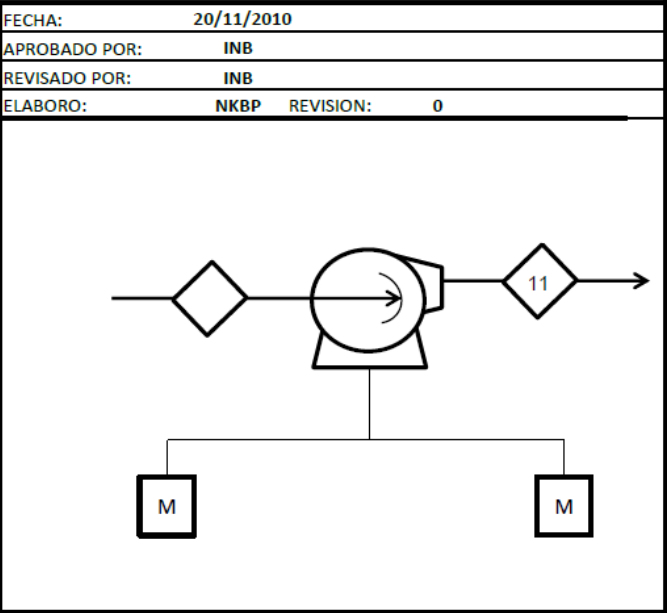 FECHA: 20/11/2010
APROBADO POR: INB
REVISADO POR: INB
ELABORO: NKBP REVISION: 0
11
M M